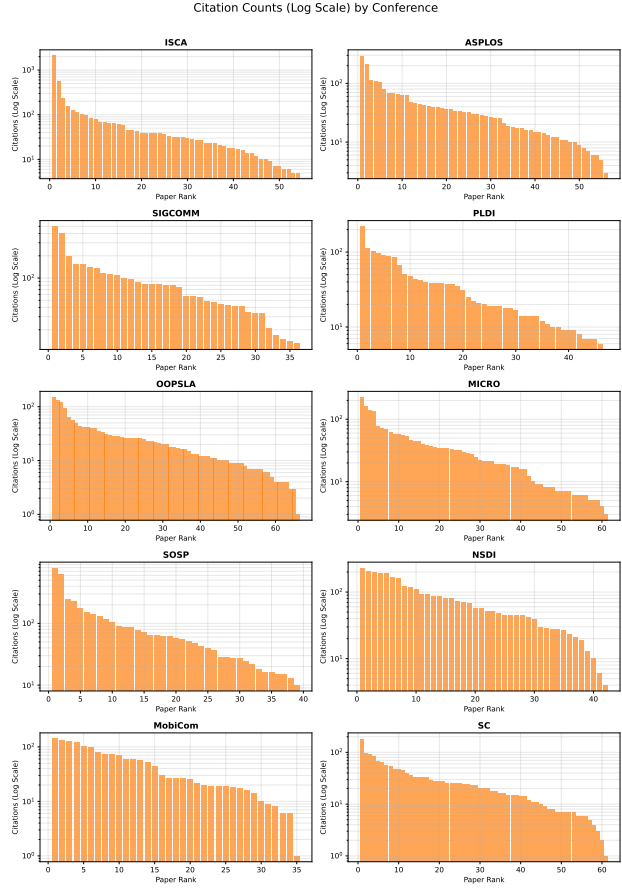 Citation Counts (Log Scale) by Conference
ISCA
Citations (Log Scale)
10³
10²
10¹
0 10 20 30 40 50
Paper Rank
ASPLOS
Citations (Log Scale)
10²
10¹
0 10 20 30 40 50
Paper Rank
SIGCOMM
Citations (Log Scale)
10²
0 5 10 15 20 25 30 35
Paper Rank
PLDI
Citations (Log Scale)
10²
10¹
0 20 40
Paper Rank
OOPSLA
Citations (Log Scale)
10²
10¹
10⁰
0 10 20 30 40 50 60
Paper Rank
MICRO
Citations (Log Scale)
10²
10¹
0 10 20 30 40 50 60
Paper Rank
SOSP
Citations (Log Scale)
10²
10¹
0 5 10 15 20 25 30 35 40
Paper Rank
NSDI
Citations (Log Scale)
10²
10¹
0 20 40
Paper Rank
MobiCom
Citations (Log Scale)
10²
10¹
10⁰
0 5 10 15 20 25 30 35
Paper Rank
SC
Citations (Log Scale)
10²
10¹
10⁰
0 10 20 30 40 50 60
Paper Rank